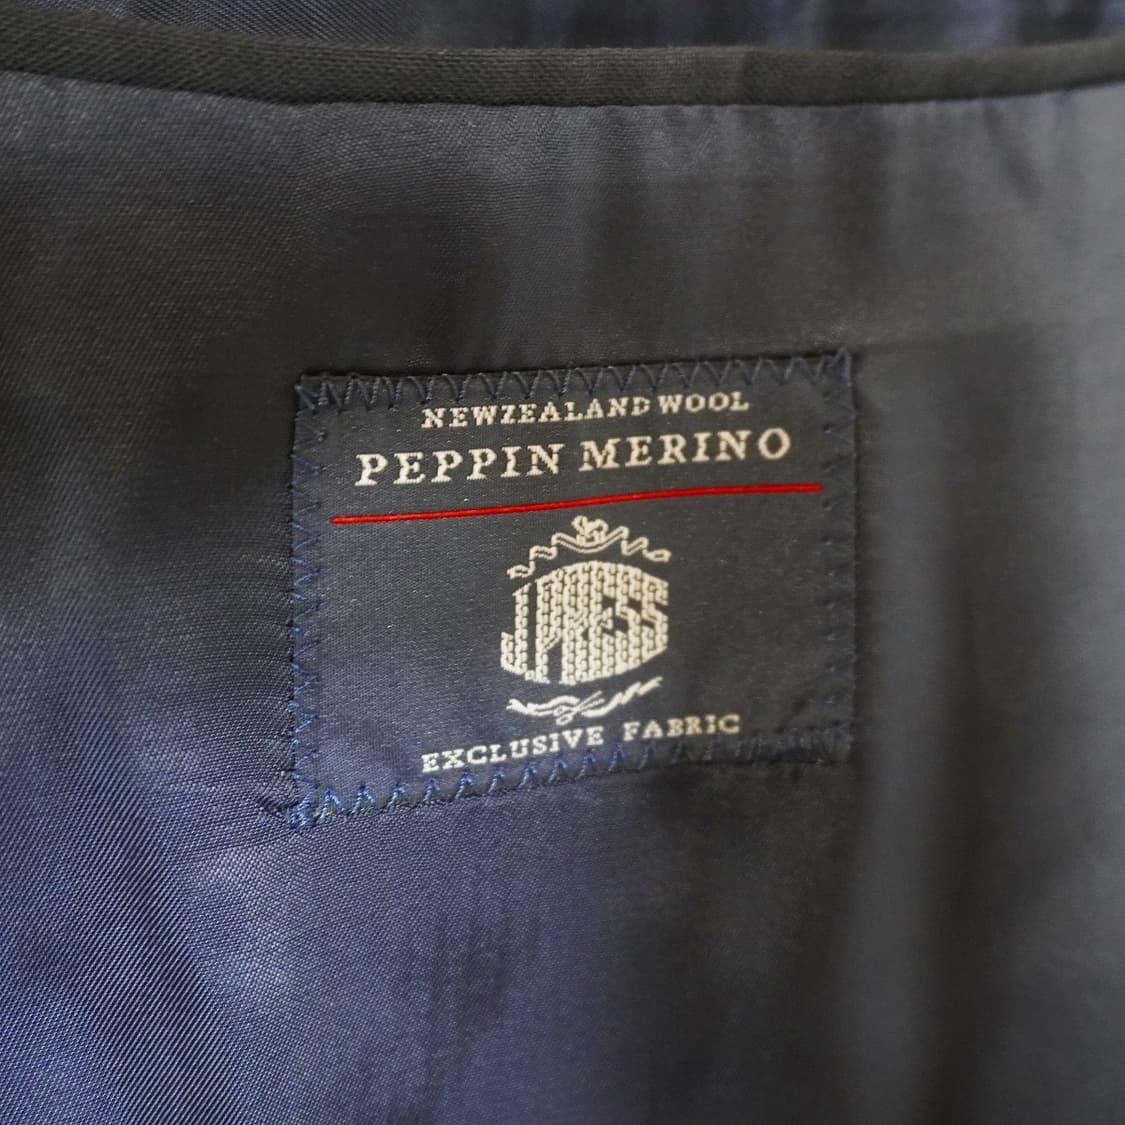 NEWZEALAND WOOL
PEPPIN MERINO
J.PRESS
EXCLUSIVE FABRIC